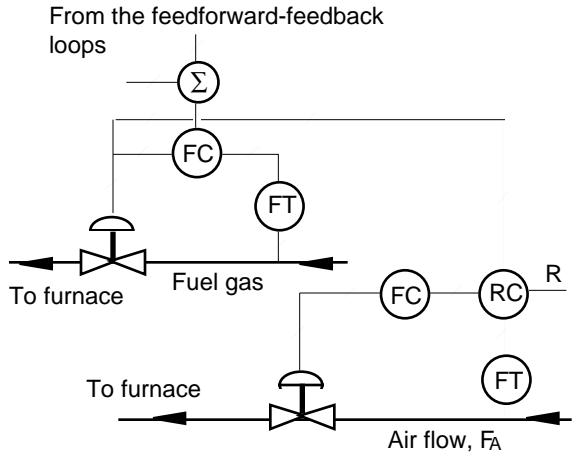 From the feedforward-feedback
loops
Σ
FC
FT
To furnace
Fuel gas
FC
RC
R
FT
To furnace
Air flow, FA